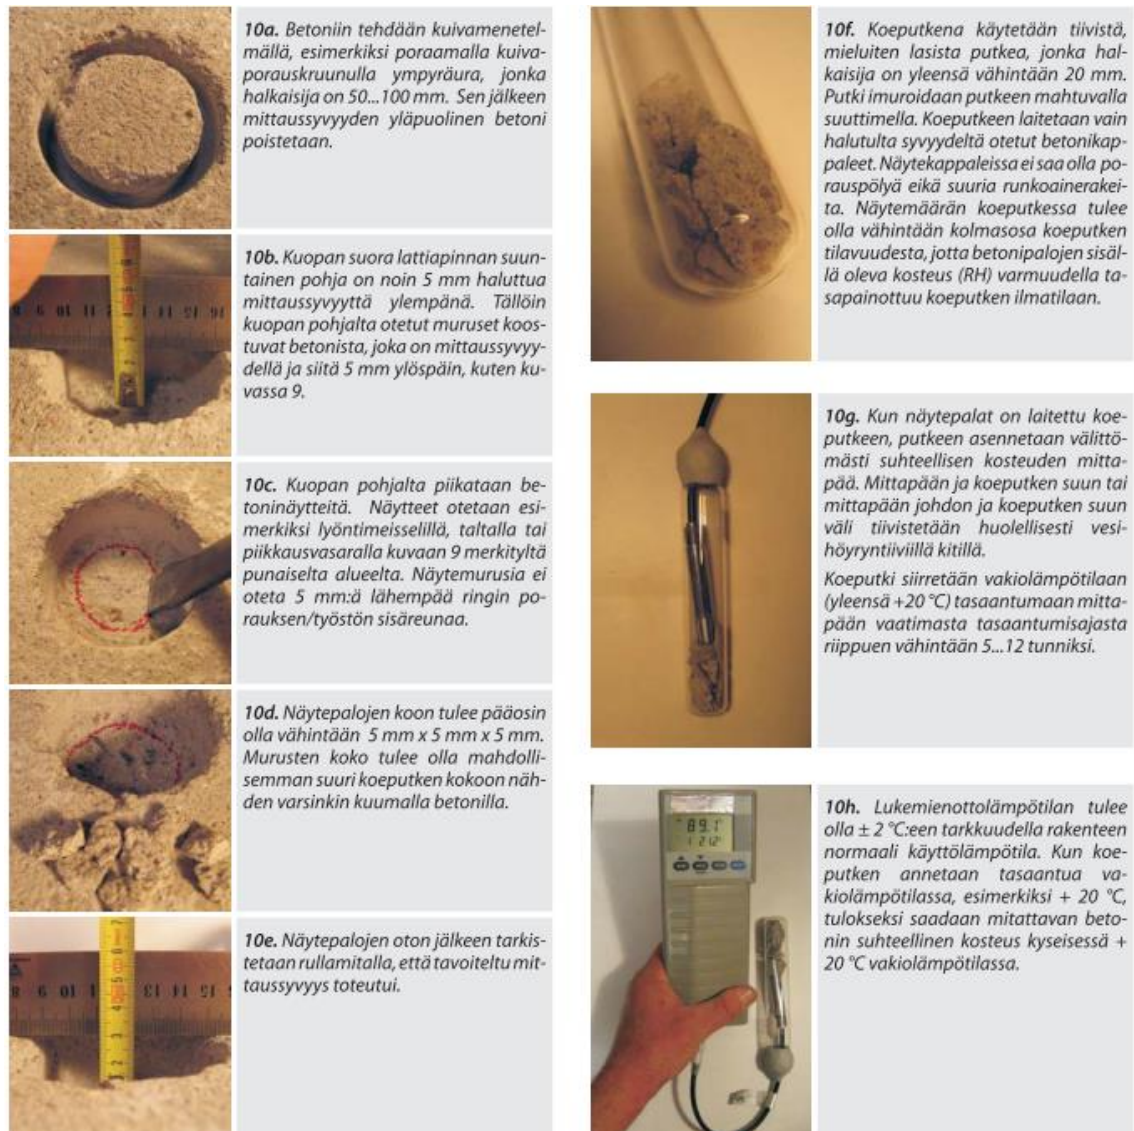 10a. Betoniin tehdään kuivamenetel-
mällä, esimerkiksi poraamalla kuiva-
porauskruunulla ympyräura, jonka
halkaisija on 50...100 mm. Sen jälkeen
mittaussyvyyden yläpuolinen betoni
poistetaan.
10b. Kuopan suora lattiapinnan suun-
tainen pohja on noin 5 mm haluttua
mittaussyvyyttä ylempänä. Tällöin
kuopan pohjalta otetut muruset koos-
tuvat betonista, joka on mittaussyvyy-
dellä ja siitä 5 mm ylöspäin, kuten ku-
vassa 9.
10c. Kuopan pohjalta piikataan be-
toninäytteitä. Näytteet otetaan esi-
merkiksi lyöntimeisselillä, taltalla tai
piikkausvasaralla kuvaan 9 merkityltä
punaiselta alueelta. Näytemurusia ei
oteta 5 mm:ä lähempää ringin po-
rauksen/työstön sisäreunaa.
10d. Näytepalojen koon tulee pääosin
olla vähintään 5 mm x 5 mm x 5 mm.
Murusten koko tulee olla mahdolli-
semman suuri koeputken kokoon näh-
den varsinkin kuumalla betonilla.
10e. Näytepalojen oton jälkeen tarkis-
tetaan rullamitalla, että tavoiteltu mit-
taussyvyys toteutui.
10f. Koeputkena käytetään tiivistä,
mieluiten lasista putkea, jonka hal-
kaisija on yleensä vähintään 20 mm.
Putki imuroidaan putkeen mahtuvalla
suuttimella. Koeputkeen laitetaan vain
halutulta syvyydeltä otetut betonikap-
paleet. Näytekappaleissa ei saa olla po-
rauspölyä eikä suuria runkoainerakei-
ta. Näytemäärän koeputkessa tulee
olla vähintään kolmasosa koeputken
tilavuudesta, jotta betonipalojen sisäl-
lä oleva kosteus (RH) varmuudella ta-
sapainottuu koeputken ilmatilaan.
10g. Kun näytepalat on laitettu koe-
putkeen, putkeen asennetaan välittö-
mästi suhteellisen kosteuden mitta-
pää. Mittapään ja koeputken suun tai
mittapään johdon ja koeputken suun
väli tiivistetään huolellisesti vesi-
höyryntiiviillä kitillä.
Koeputki siirretään vakiolämpötilaan
(yleensä +20 °C) tasaantumaan mitta-
pään vaatimasta tasaantumisajasta
riippuen vähintään 5...12 tunniksi.
89.1
21.2°
10h. Lukemienottolämpötilan tulee
olla ± 2 °C:een tarkkuudella rakenteen
normaali käyttölämpötila. Kun koe-
putken annetaan tasaantua va-
kiolämpötilassa, esimerkiksi + 20 °C,
tulokseksi saadaan mitattavan beto-
nin suhteellinen kosteus kyseisessä +
20 °C vakiolämpötilassa.